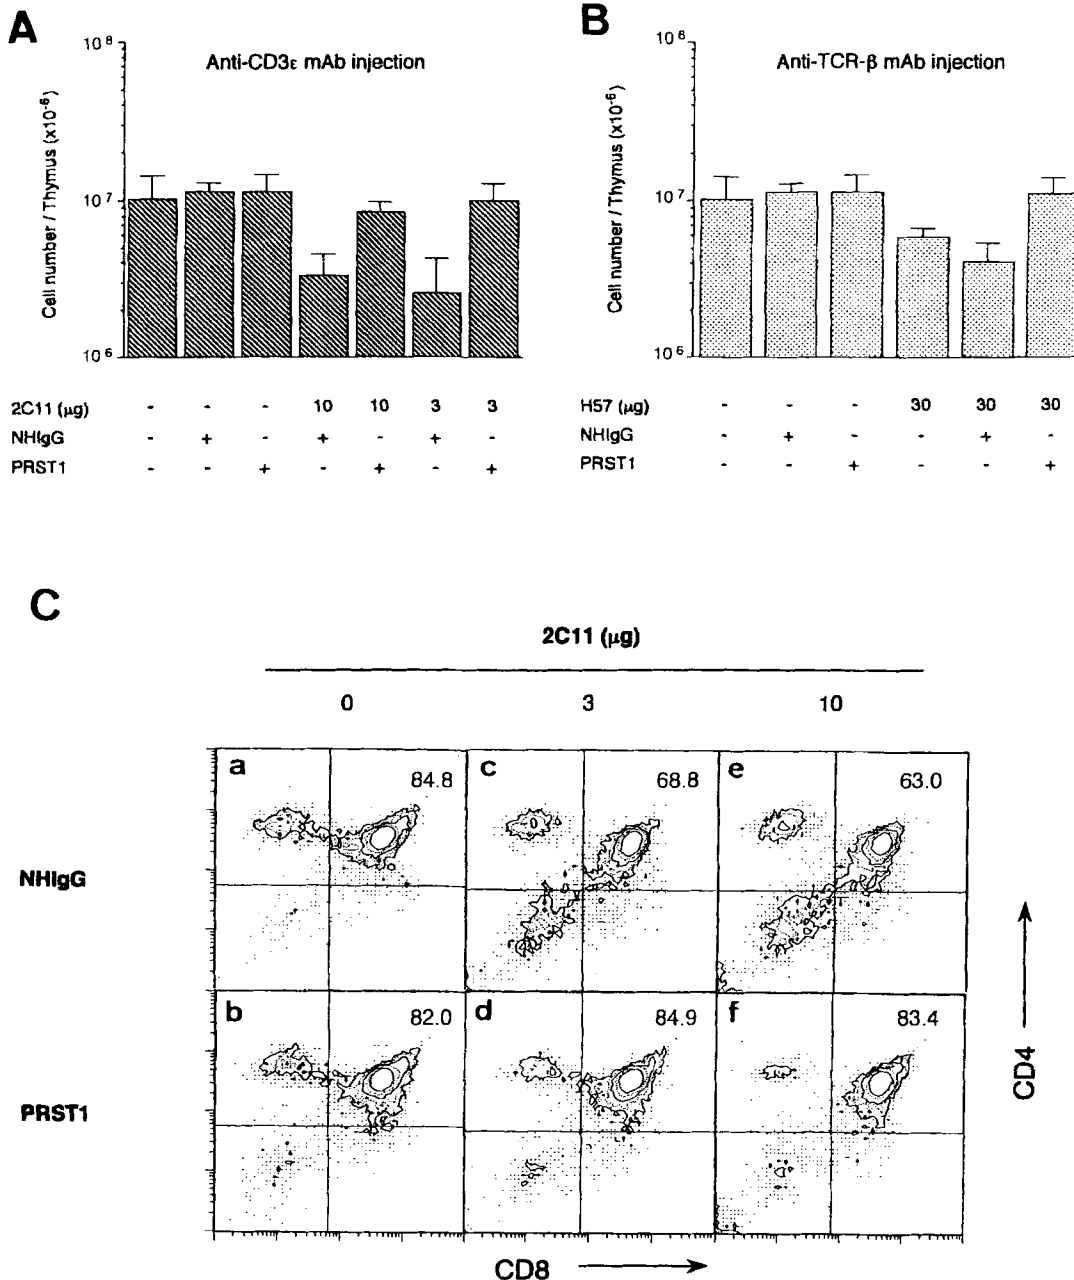 A
B
Anti-CD3ε mAb injection
Anti-TCR-β mAb injection
Cell number / Thymus (x10-6)
10 8
10 7
10 6
Cell number / Thymus (x10-6)
10 8
10 7
10 6
2C11 (μg) - - - 10 10 3 3
NHIgG - + - + - + -
PRST1 - - + - + - +
H57 (μg) - - - 30 30 30
NHIgG - + - - + -
PRST1 - - + - - +
C
2C11 (μg)
0 3 10
NHIgG
a 84.8
c 68.8
e 63.0
PRST1
b 82.0
d 84.9
f 83.4
CD4
CD8